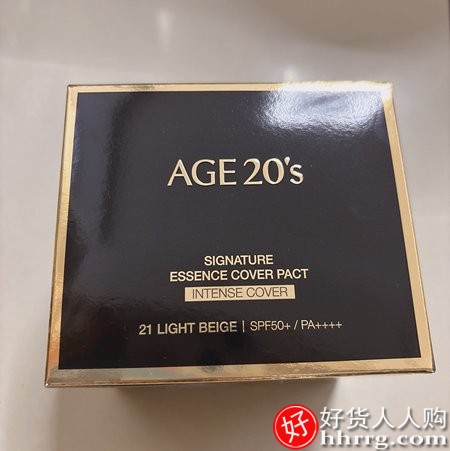 AGE 20's
SIGNATURE
ESSENCE COVER PACT
INTENSE COVER
21 LIGHT BEIGE | SPF50+ / PA++++
好 好货人人购
hhrrg.com